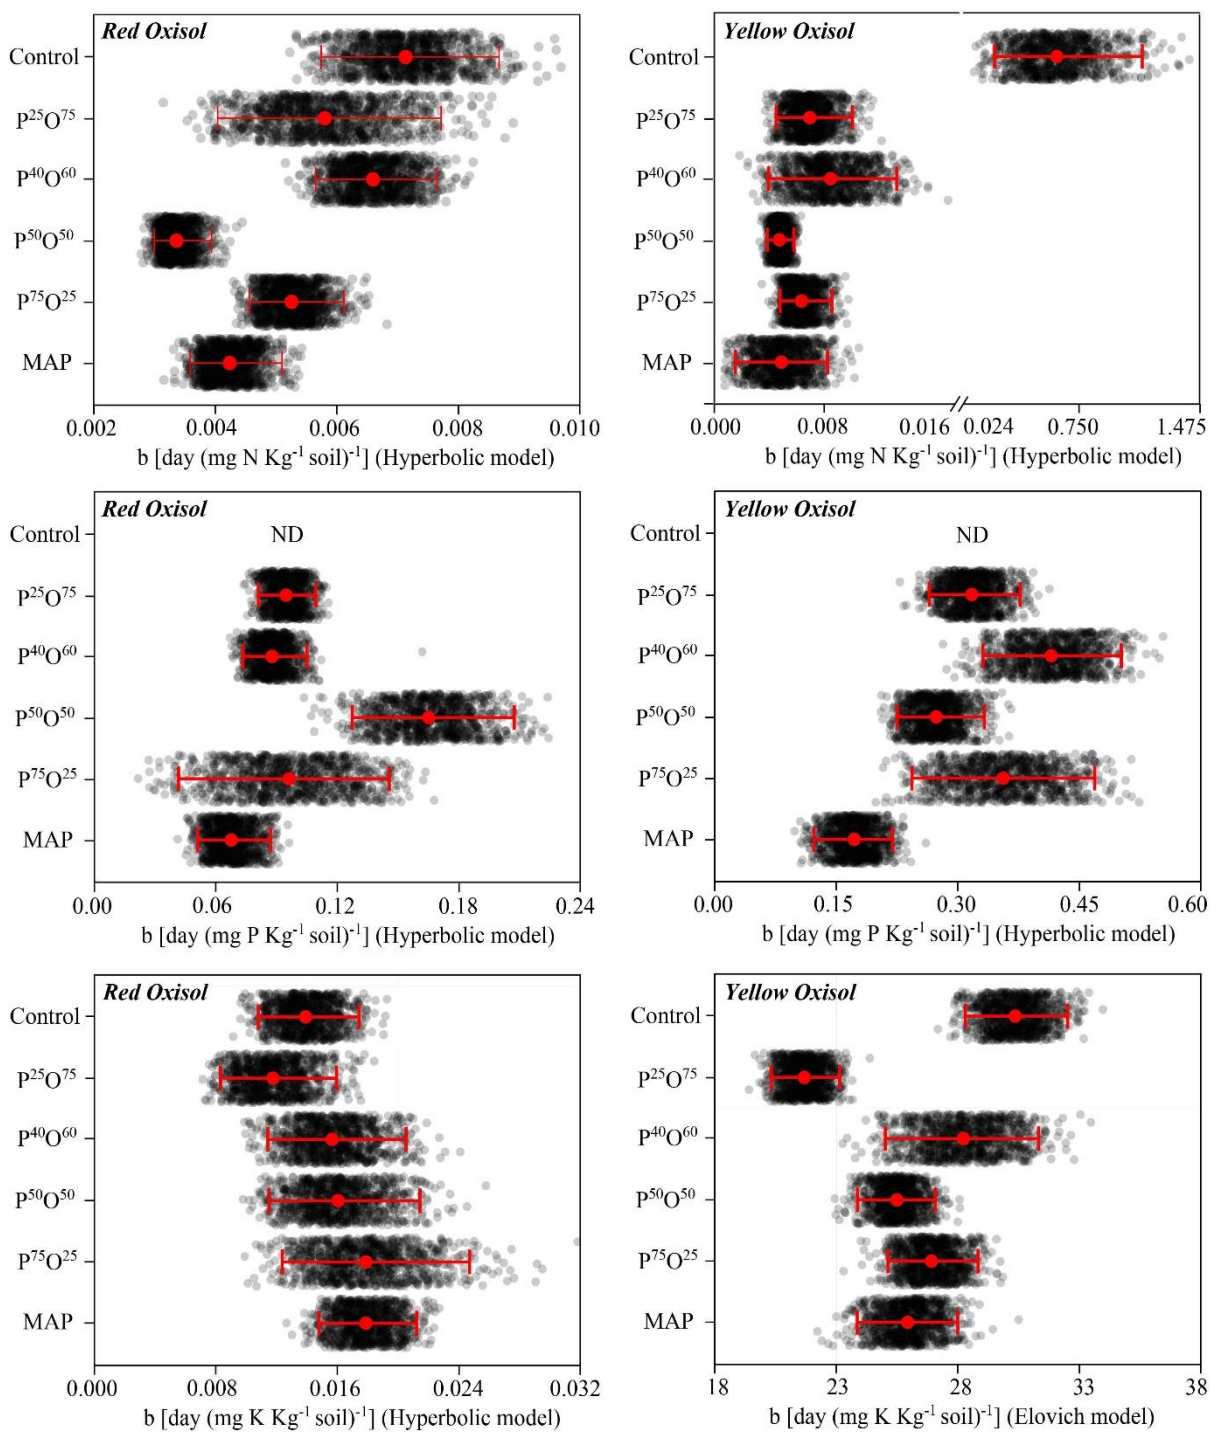 Red Oxisol
Control
P²⁵O⁷⁵
P⁴⁰O⁶⁰
P⁵⁰O⁵⁰
P⁷⁵O²⁵
MAP
0.002 0.004 0.006 0.008 0.010
b [day (mg N Kg⁻¹ soil)⁻¹] (Hyperbolic model)
Yellow Oxisol
Control
P²⁵O⁷⁵
P⁴⁰O⁶⁰
P⁵⁰O⁵⁰
P⁷⁵O²⁵
MAP
0.000 0.008 0.016 0.024 0.750 1.475
b [day (mg N Kg⁻¹ soil)⁻¹] (Hyperbolic model)
Red Oxisol
Control
ND
P²⁵O⁷⁵
P⁴⁰O⁶⁰
P⁵⁰O⁵⁰
P⁷⁵O²⁵
MAP
0.00 0.06 0.12 0.18 0.24
b [day (mg P Kg⁻¹ soil)⁻¹] (Hyperbolic model)
Yellow Oxisol
Control
ND
P²⁵O⁷⁵
P⁴⁰O⁶⁰
P⁵⁰O⁵⁰
P⁷⁵O²⁵
MAP
0.00 0.15 0.30 0.45 0.60
b [day (mg P Kg⁻¹ soil)⁻¹] (Hyperbolic model)
Red Oxisol
Control
P²⁵O⁷⁵
P⁴⁰O⁶⁰
P⁵⁰O⁵⁰
P⁷⁵O²⁵
MAP
0.000 0.008 0.016 0.024 0.032
b [day (mg K Kg⁻¹ soil)⁻¹] (Hyperbolic model)
Yellow Oxisol
Control
P²⁵O⁷⁵
P⁴⁰O⁶⁰
P⁵⁰O⁵⁰
P⁷⁵O²⁵
MAP
18 23 28 33 38
b [day (mg K Kg⁻¹ soil)⁻¹] (Elovich model)